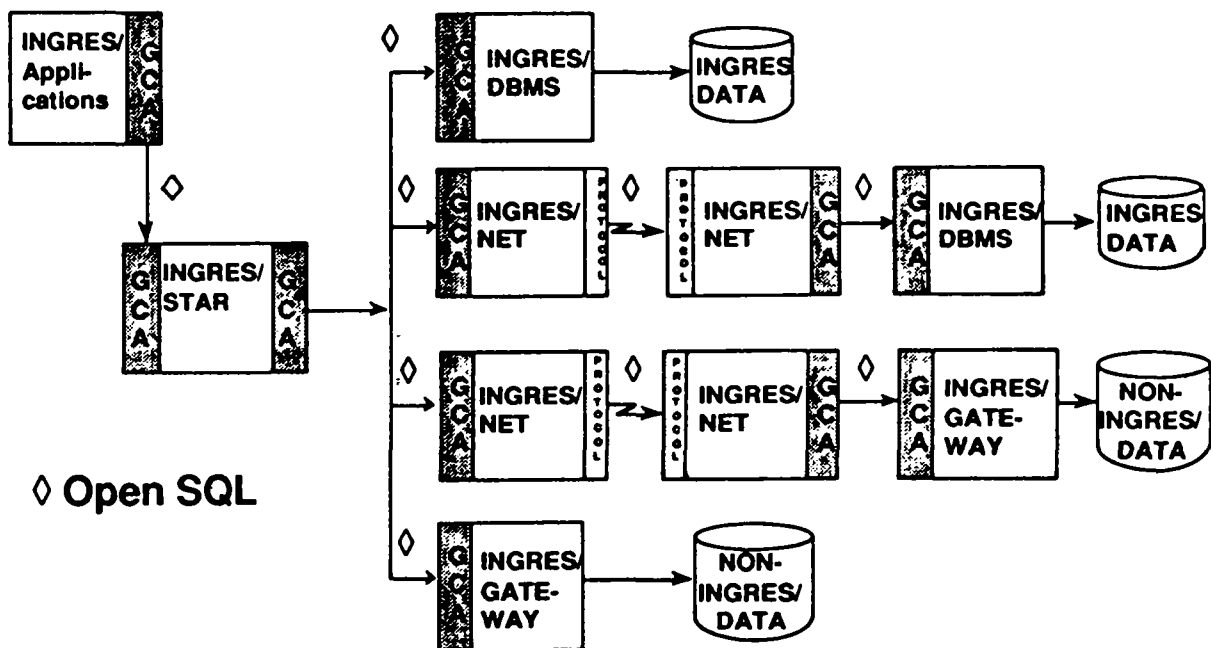 INGRES/
Appli-
cations
GCA
GCA
INGRES/
STAR
GCA
GCA
INGRES/
DBMS
INGRES
DATA
GCA
INGRES/
NET
PROTOCOL
PROTOCOL
INGRES/
NET
GCA
GCA
INGRES/
DBMS
INGRES
DATA
GCA
INGRES/
NET
PROTOCOL
PROTOCOL
INGRES/
NET
GCA
GCA
INGRES/
GATE-
WAY
NON-
INGRES/
DATA
GCA
INGRES/
GATE-
WAY
NON-
INGRES/
DATA
◊ Open SQL